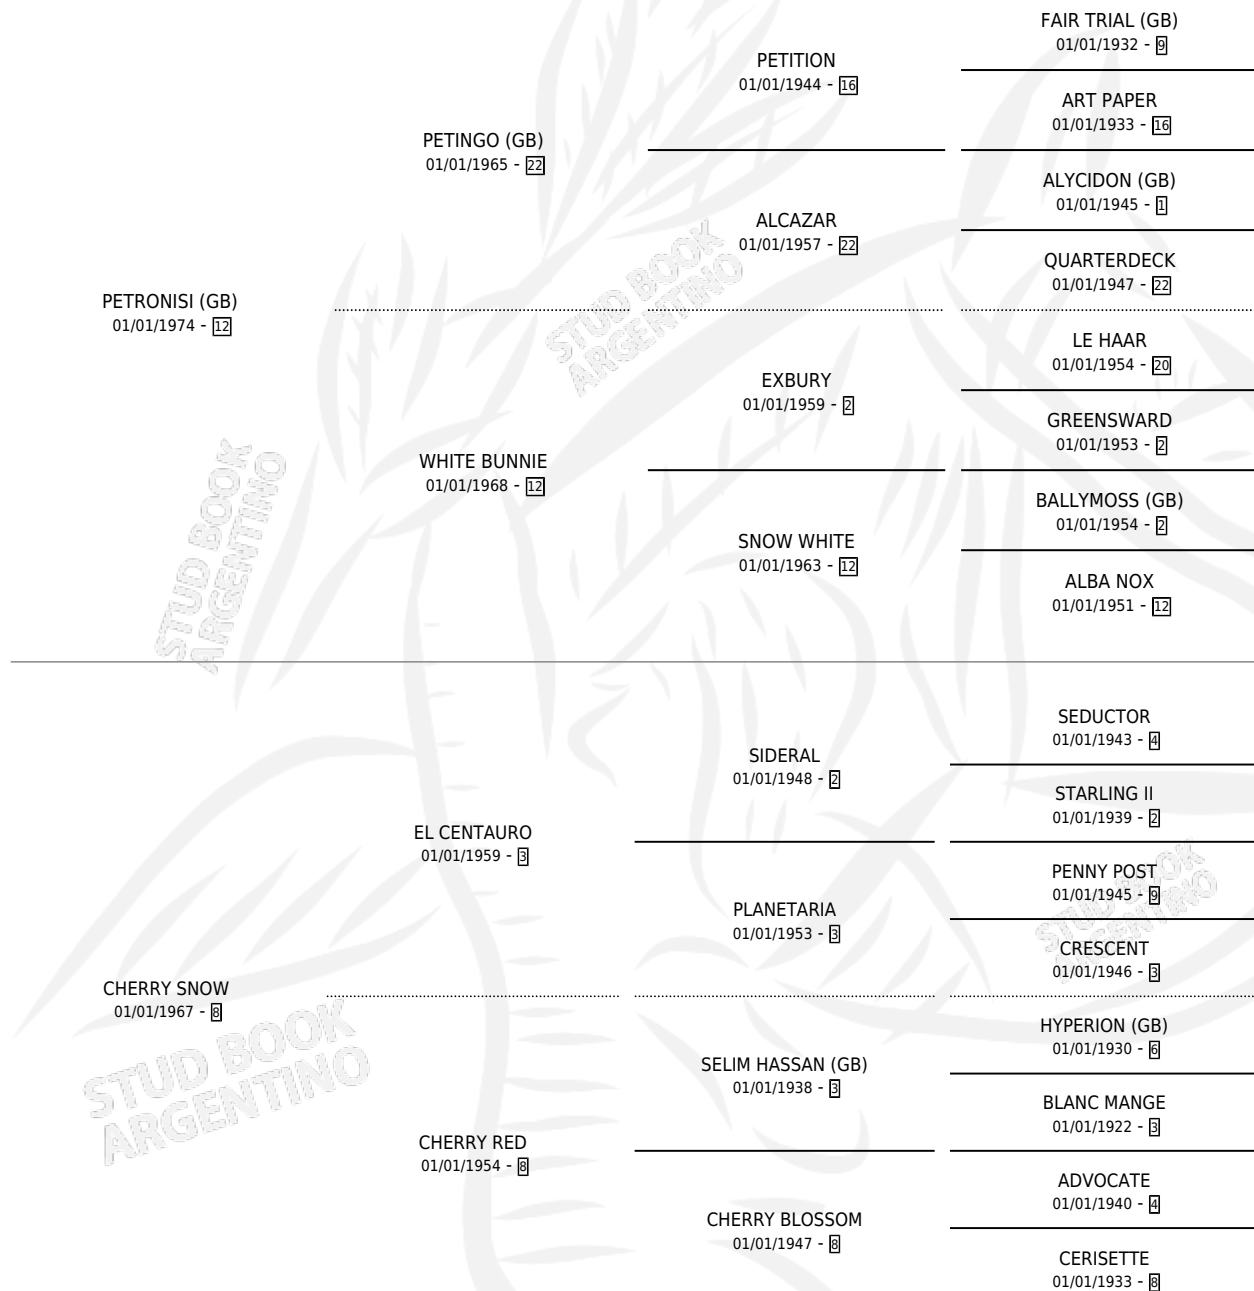 FAIR TRIAL (GB)
01/01/1932 - 9
PETITION
01/01/1944 - 16
ART PAPER
01/01/1933 - 16
PETINGO (GB)
01/01/1965 - 22
ALYCIDON (GB)
01/01/1945 - 1
ALCAZAR
01/01/1957 - 22
QUARTERDECK
01/01/1947 - 22
PETRONISI (GB)
01/01/1974 - 12
LE HAAR
01/01/1954 - 20
EXBURY
01/01/1959 - 2
GREENSWARD
01/01/1953 - 2
WHITE BUNNIE
01/01/1968 - 12
BALLYMOSS (GB)
01/01/1954 - 2
SNOW WHITE
01/01/1963 - 12
ALBA NOX
01/01/1951 - 12
SEDUCTOR
01/01/1943 - 4
SIDERAL
01/01/1948 - 2
STARLING II
01/01/1939 - 2
EL CENTAURO
01/01/1959 - 3
PENNY POST
01/01/1945 - 9
PLANETARIA
01/01/1953 - 3
CRESCENT
01/01/1946 - 3
CHERRY SNOW
01/01/1967 - 8
HYPERION (GB)
01/01/1930 - 6
SELIM HASSAN (GB)
01/01/1938 - 3
BLANC MANGE
01/01/1922 - 3
CHERRY RED
01/01/1954 - 8
ADVOCATE
01/01/1940 - 4
CHERRY BLOSSOM
01/01/1947 - 8
CERISETTE
01/01/1933 - 8
STUD BOOK
ARGENTINO
STUD BOOK
ARGENTINO
STUD BOOK
ARGENTINO
STUD BOOK
ARGENTINO